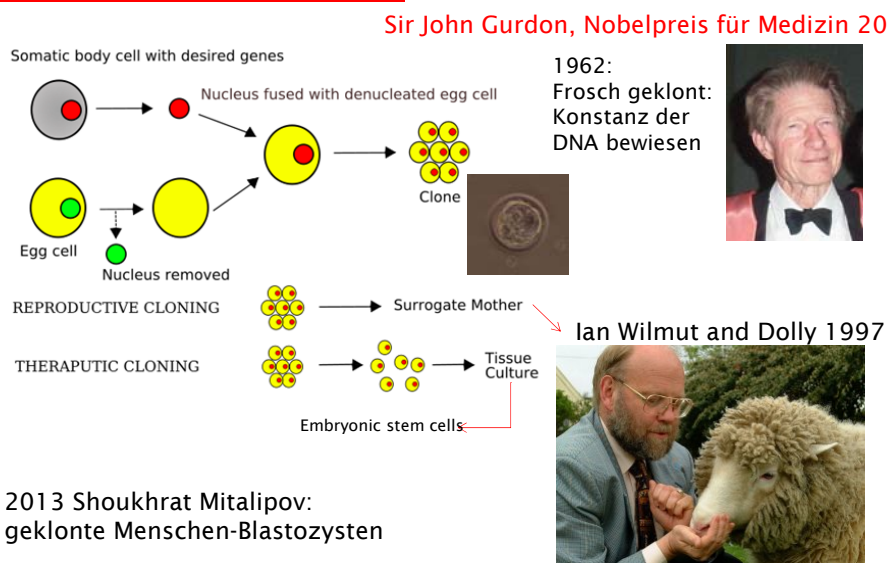 Sir John Gurdon, Nobelpreis für Medizin 20
Somatic body cell with desired genes
1962:
Frosch geklont:
Konstanz der
DNA bewiesen
Nucleus fused with denucleated egg cell
Clone
Egg cell
Nucleus removed
REPRODUCTIVE CLONING
Surrogate Mother
Ian Wilmut and Dolly 1997
THERAPUTIC CLONING
Tissue
Culture
Embryonic stem cells
2013 Shoukhrat Mitalipov:
geklonte Menschen-Blastozysten